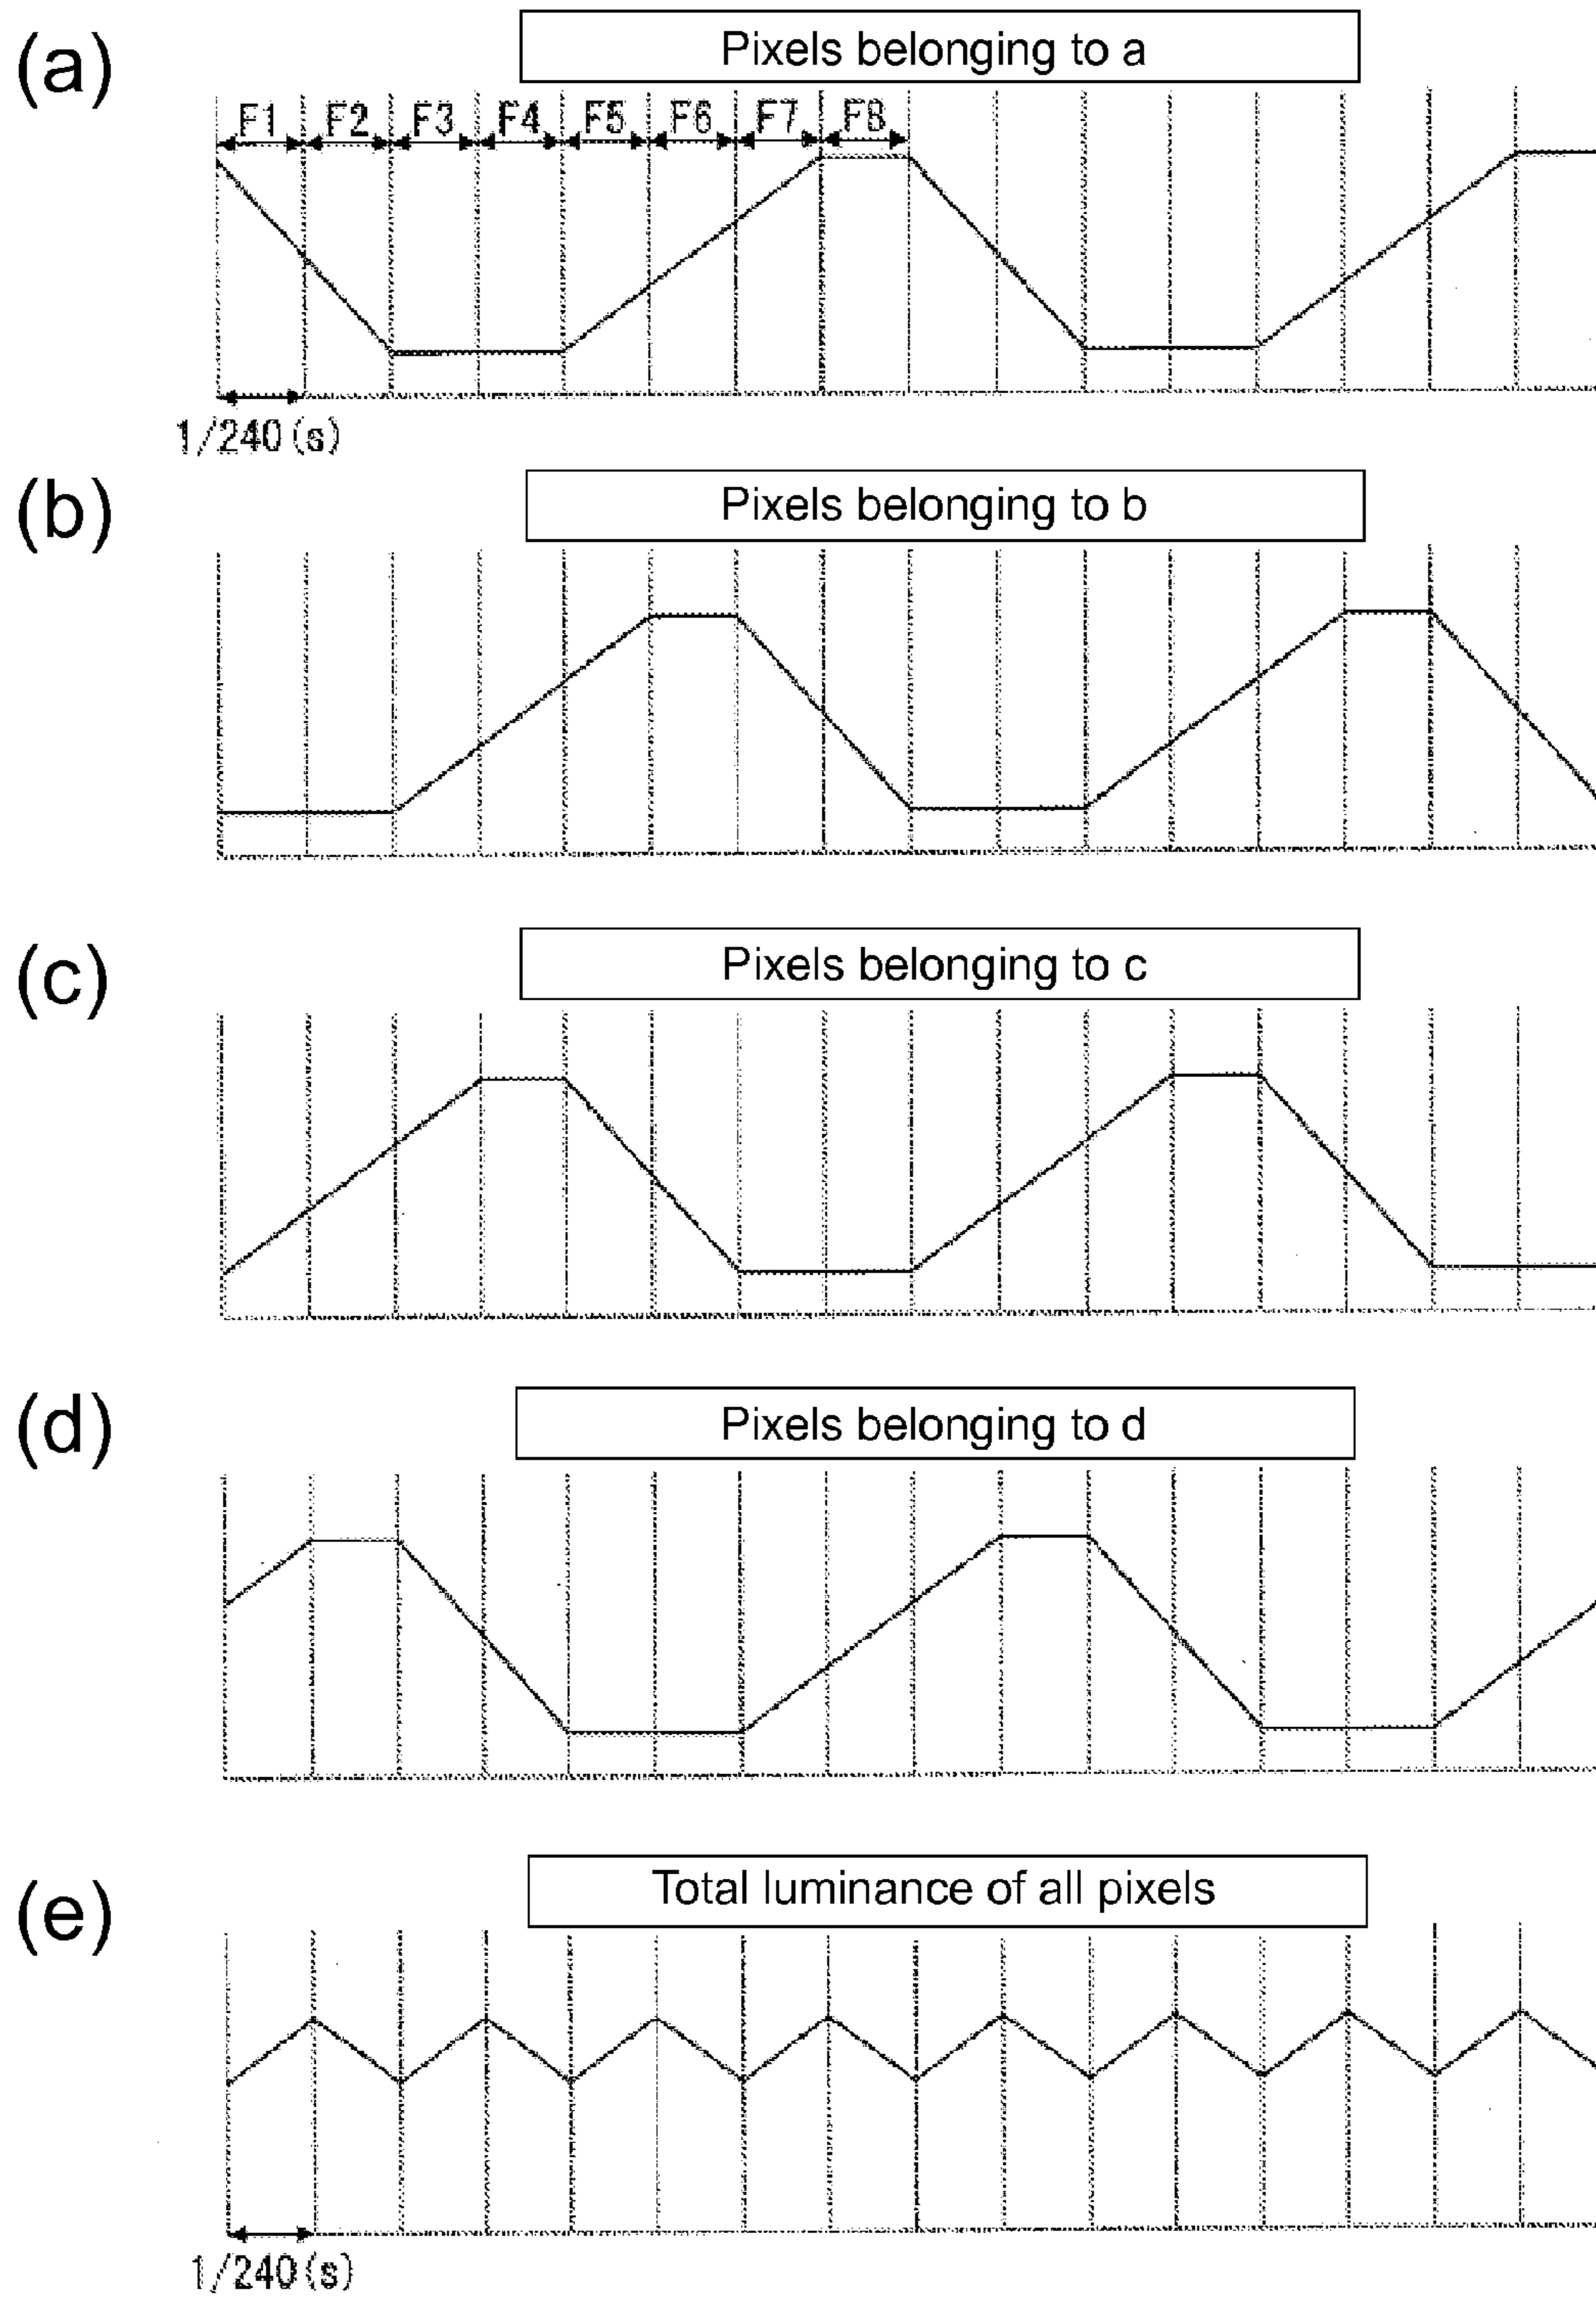 (a)
Pixels belonging to a
F1 F2 F3 F4 F5 F6 F7 F8
1/240(s)
(b)
Pixels belonging to b
(c)
Pixels belonging to c
(d)
Pixels belonging to d
(e)
Total luminance of all pixels
1/240(s)